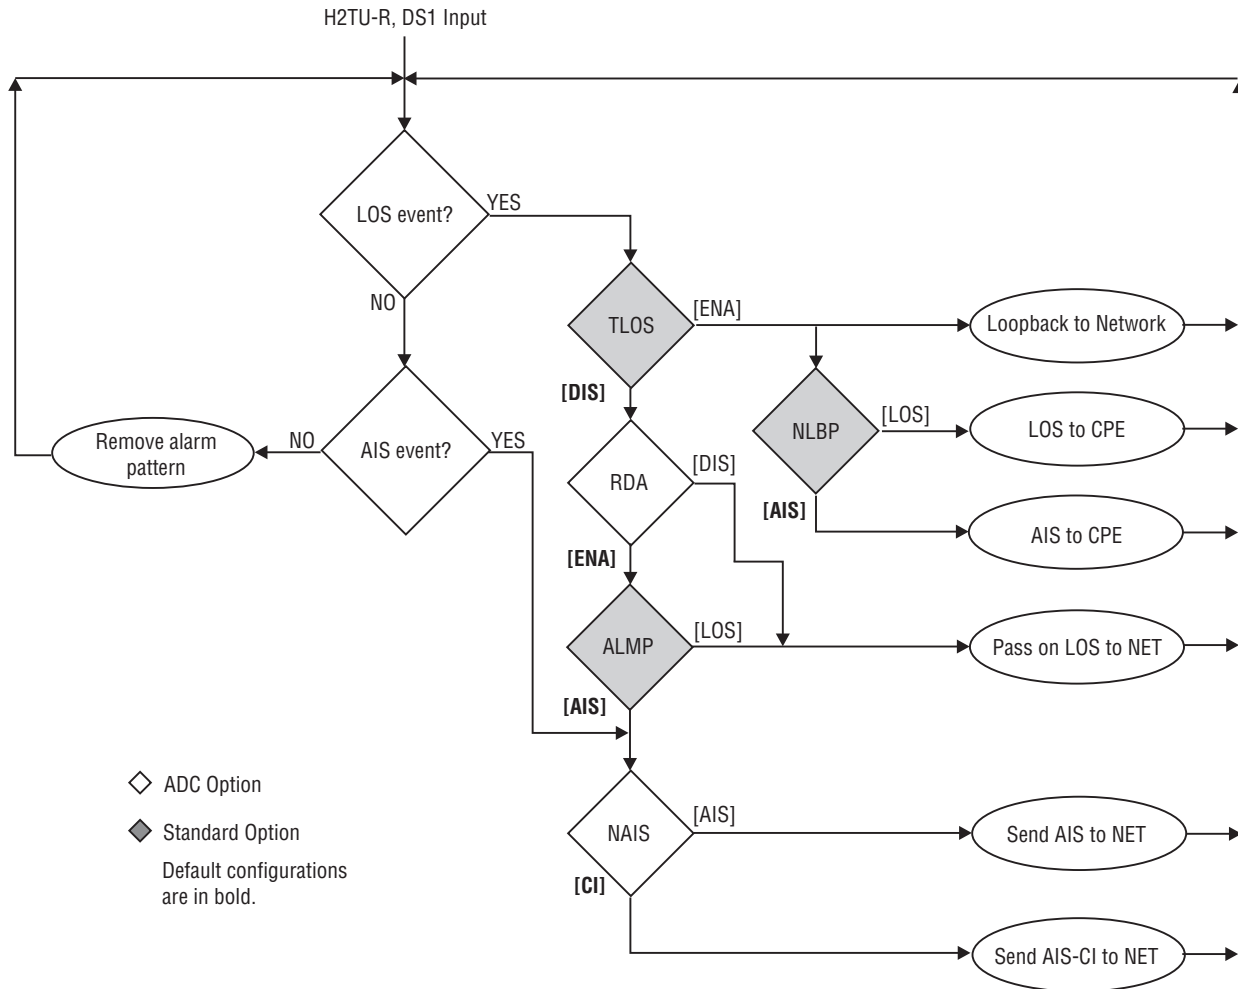 H2TU-R, DS1 Input
LOS event?
YES
NO
TLOS
[ENA]
Loopback to Network
[DIS]
NLBP
[LOS]
LOS to CPE
Remove alarm
pattern
NO
AIS event?
YES
RDA
[DIS]
[AIS]
AIS to CPE
[ENA]
ALMP
[LOS]
Pass on LOS to NET
[AIS]
ADC Option
Standard Option
Default configurations
are in bold.
NAIS
[AIS]
Send AIS to NET
[CI]
Send AIS-CI to NET